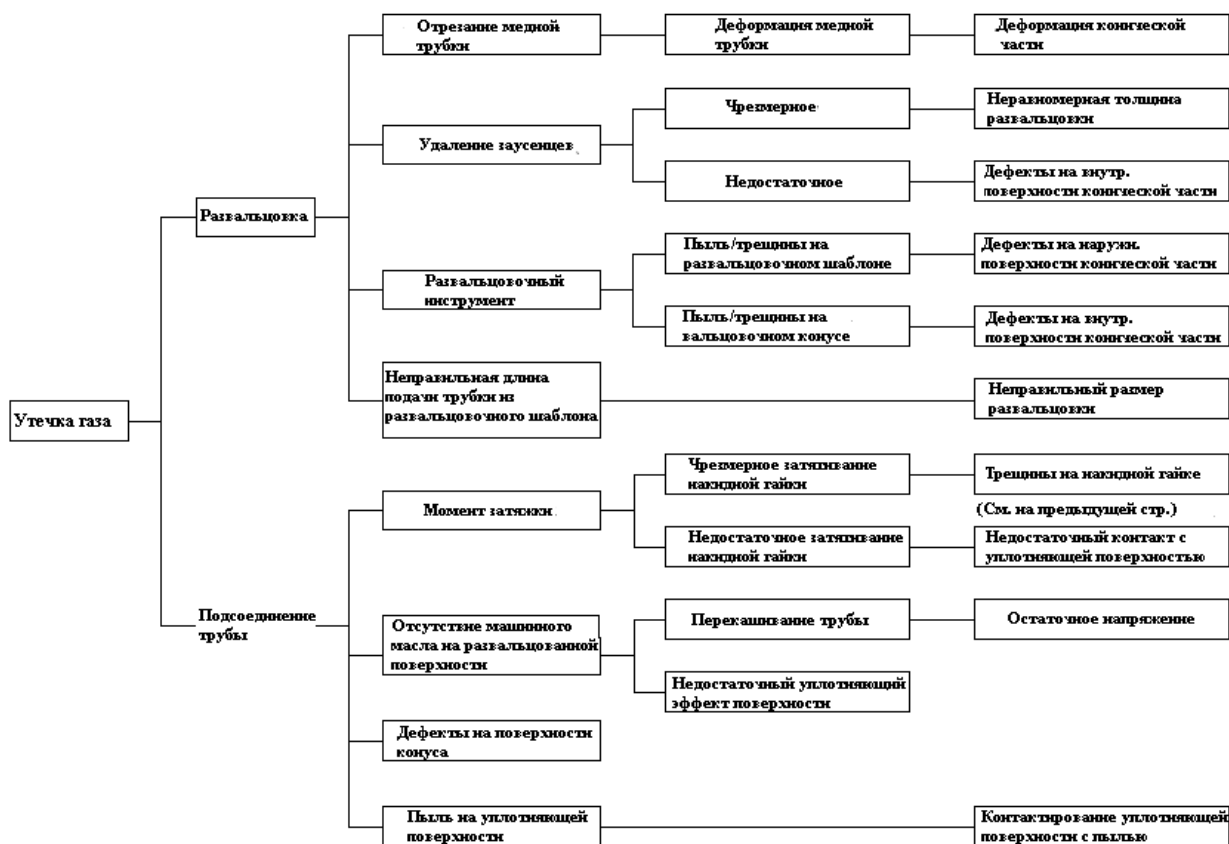 Отрезание медной
трубки
Деформация медной
трубки
Деформация конической
части
Чрезмерное
Неравномерная толщина
развальцовки
Удаление заусенцев
Недостаточное
Дефекты на внутр.
поверхности конической части
Развальцовка
Пыль/трещины на
развальцовочном шаблоне
Дефекты на наружн.
поверхности конической части
Развальцовочный
инструмент
Пыль/трещины на
вальцовочном конусе
Дефекты на внутр.
поверхности конической части
Неправильная длина
подачи трубки из
развальцовочного шаблона
Неправильный размер
развальцовки
Утечка газа
Чрезмерное затягивание
накидной гайки
Трещины на накидной гайке
Момент затяжки
(См. на предыдущей стр.)
Недостаточное затягивание
накидной гайки
Недостаточный контакт с
уплотняющей поверхностью
Подсоединение
трубы
Отсутствие машинного
масла на развальцованной
поверхности
Перекашивание трубы
Остаточное напряжение
Недостаточный уплотняющий
эффект поверхности
Дефекты на поверхности
конуса
Пыль на уплотняющей
поверхности
Контактирование уплотняющей
поверхности с пылью